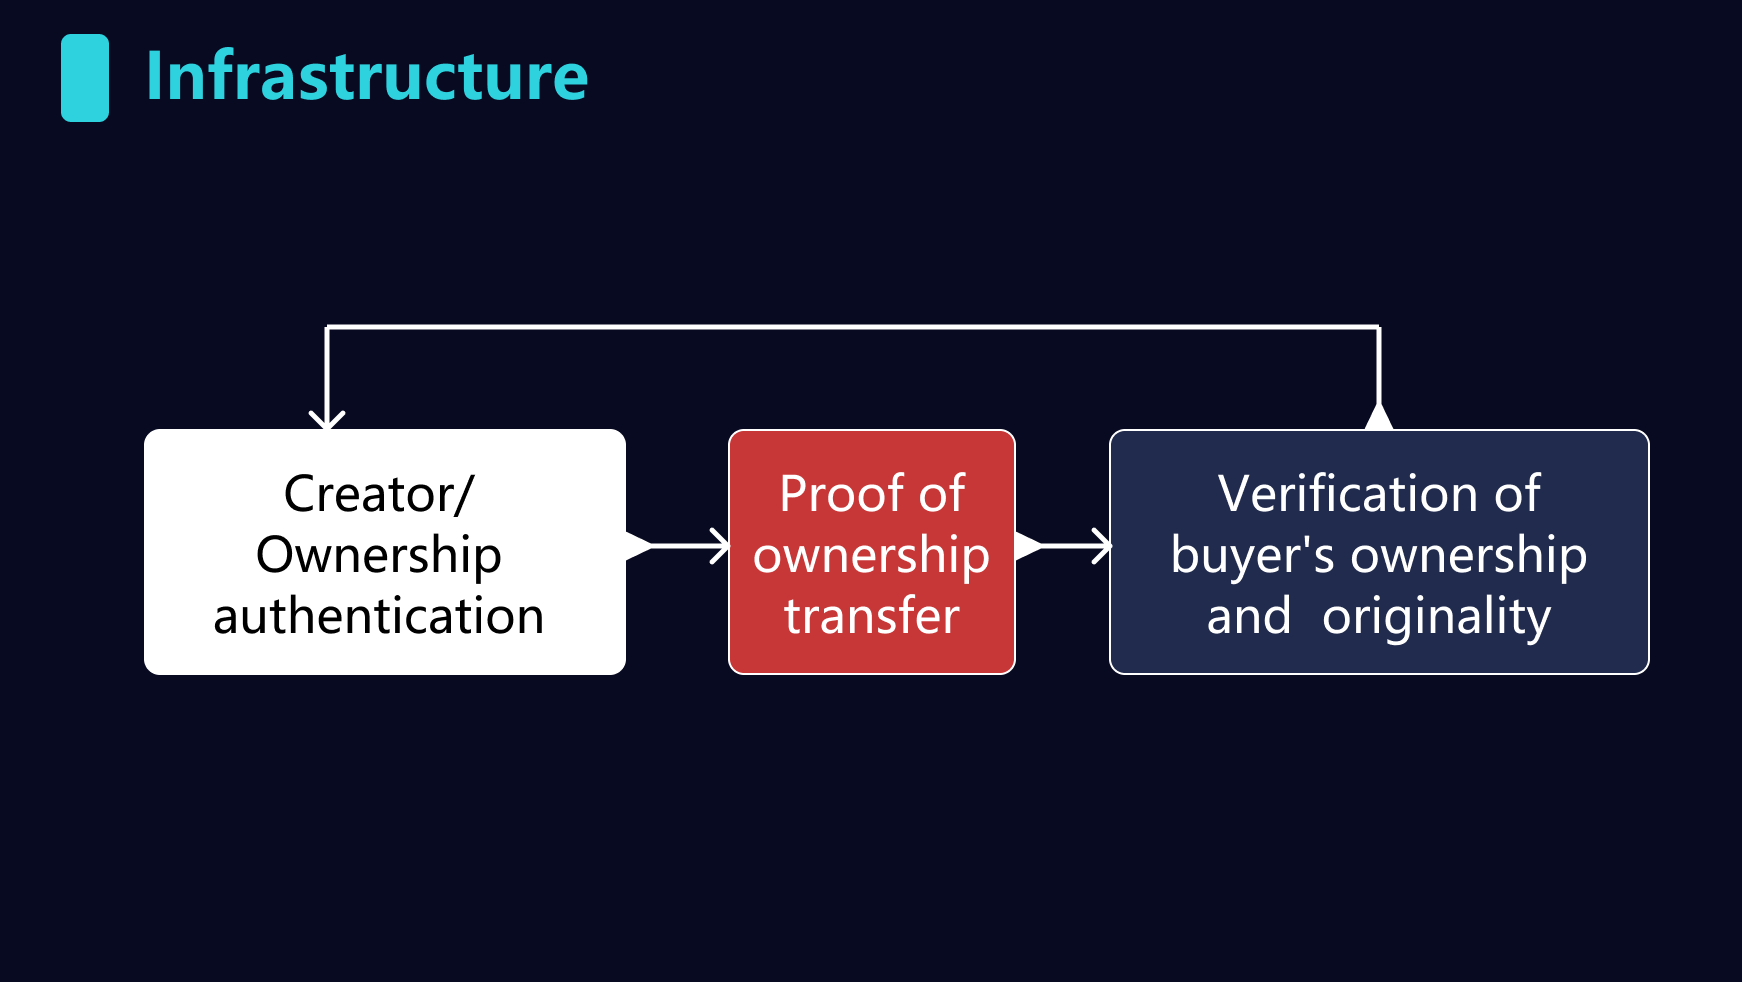 Infrastructure
Creator/
Ownership
authentication
Proof of
ownership
transfer
Verification of
buyer's ownership
and  originality